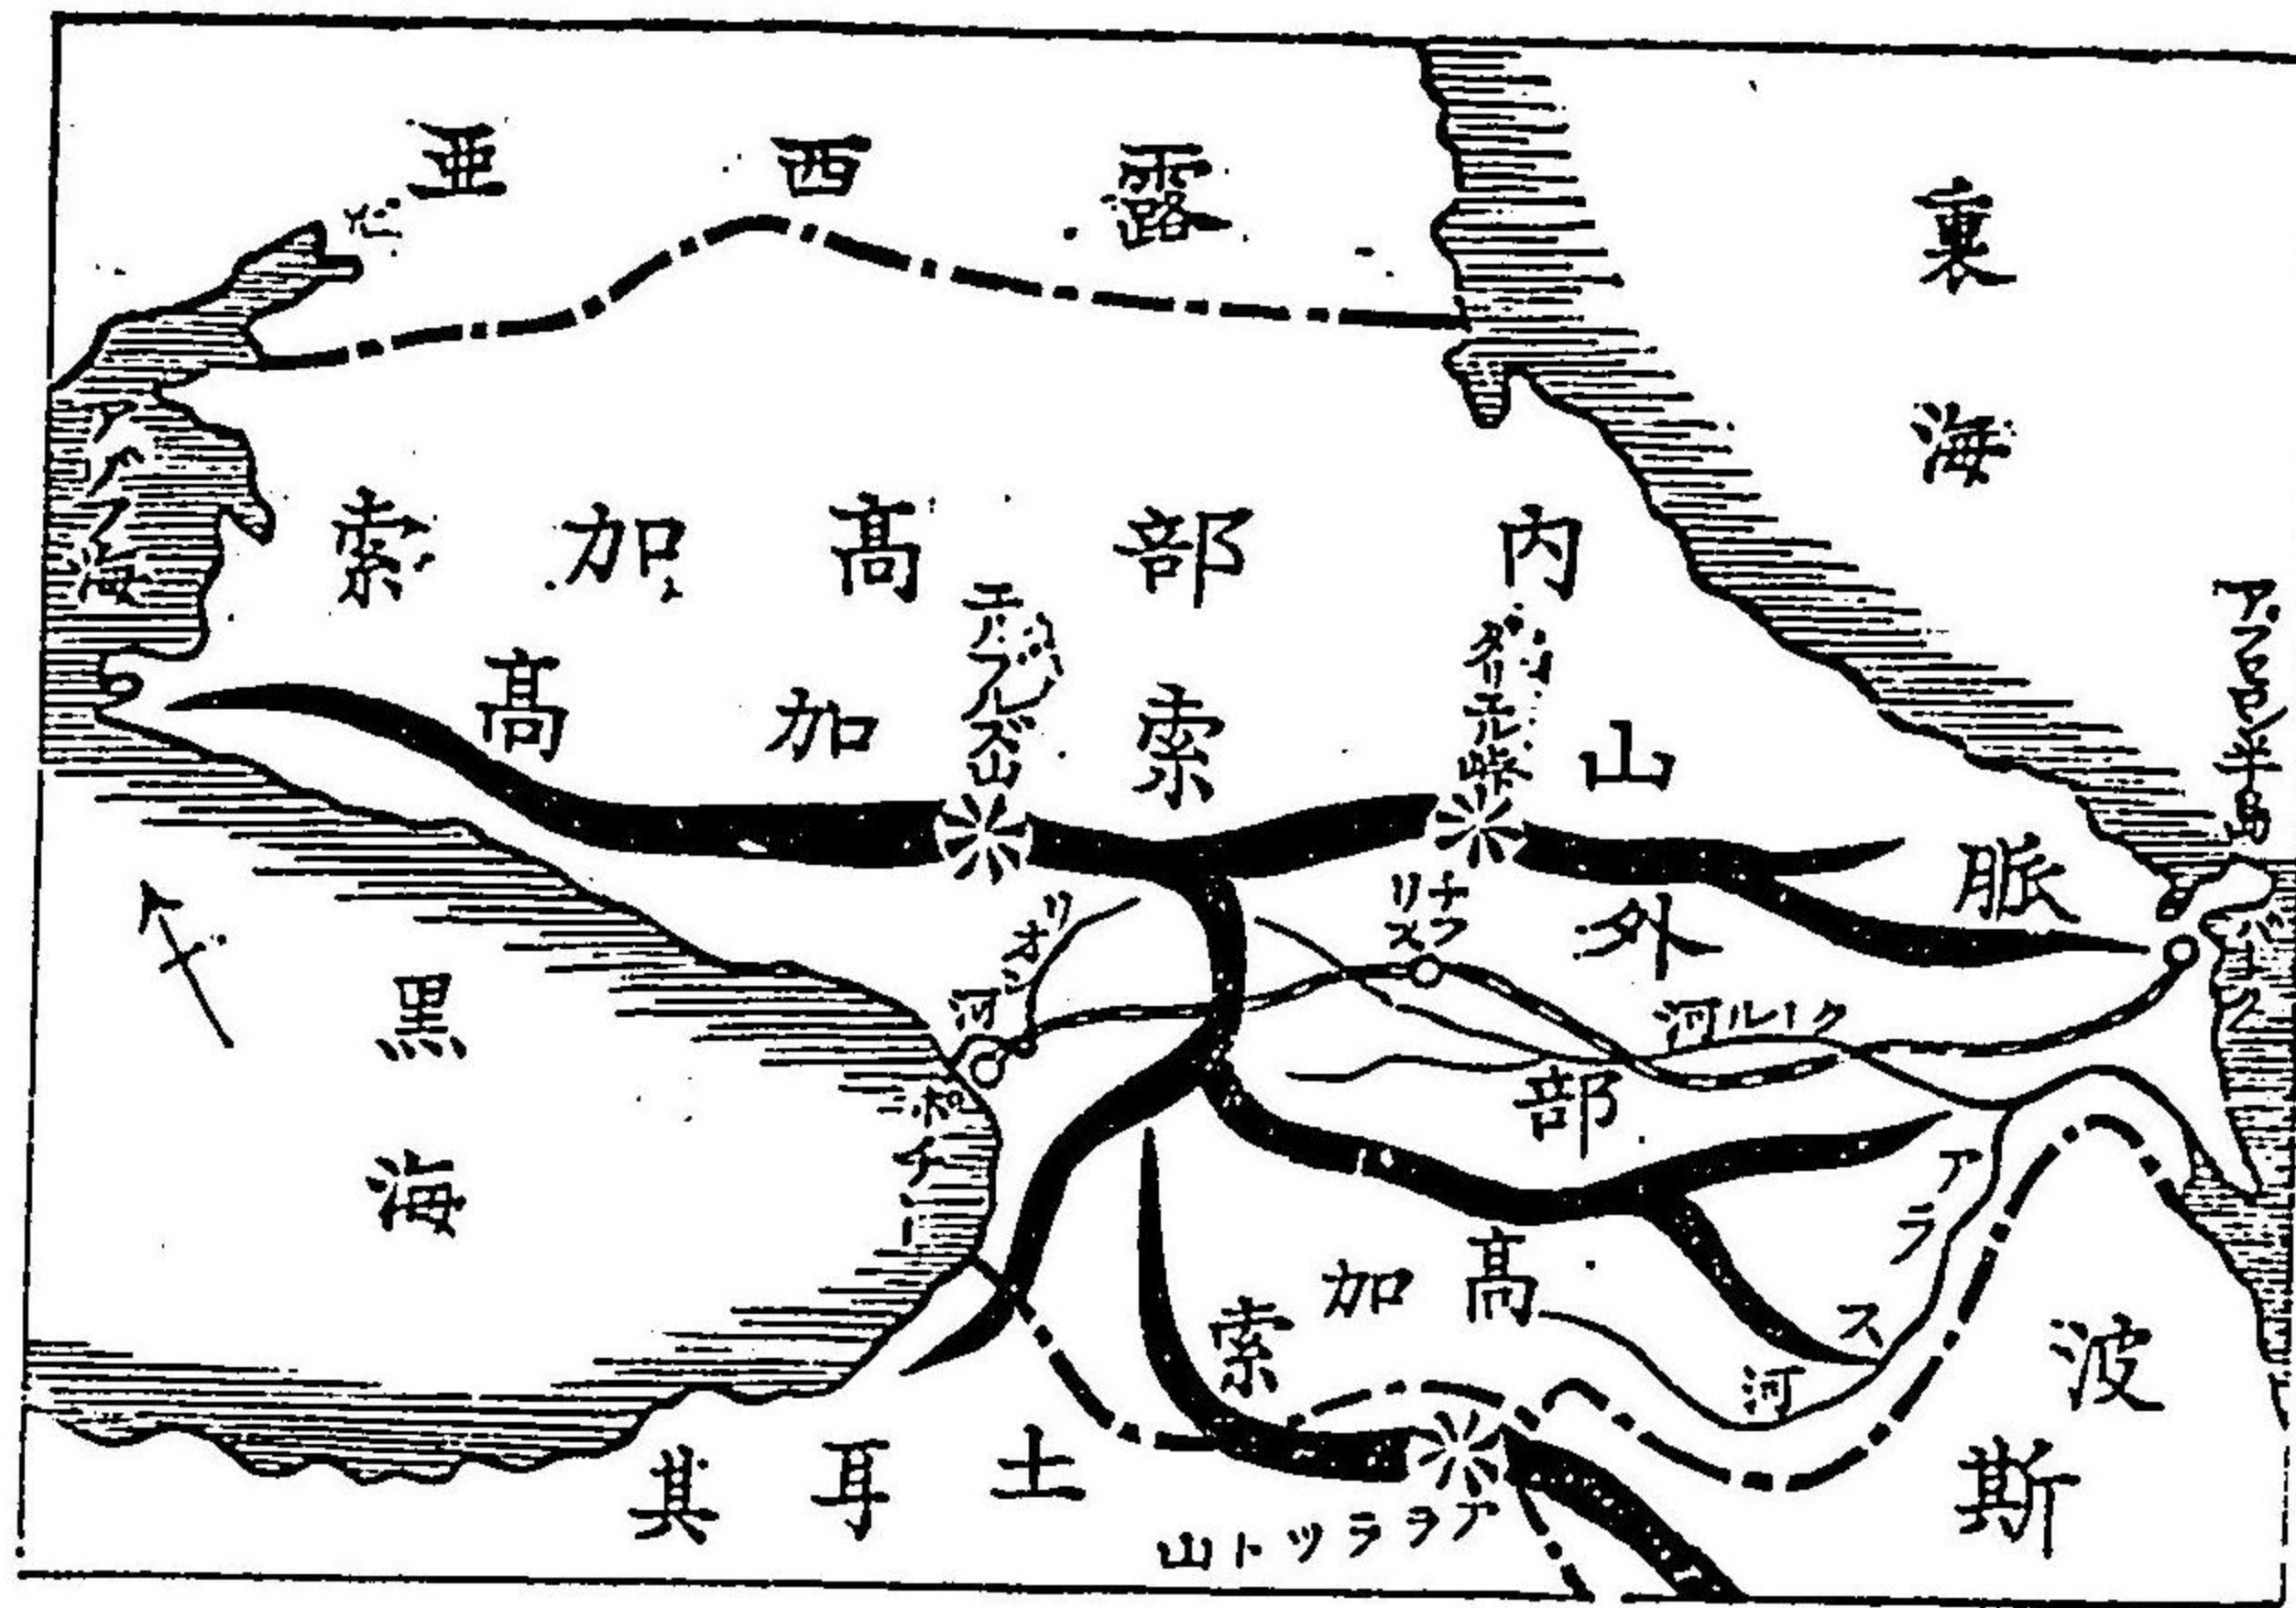 露西亜
裏海
アゾフ海
内部高加索
エルブルズ山
ダーリエル峠
高加索山脈
アプシェロン半島
チフリス
リオン河
外部高加索
クール河
バクー
黒海
ポチー
アラス河
波斯
土耳其
アララット山